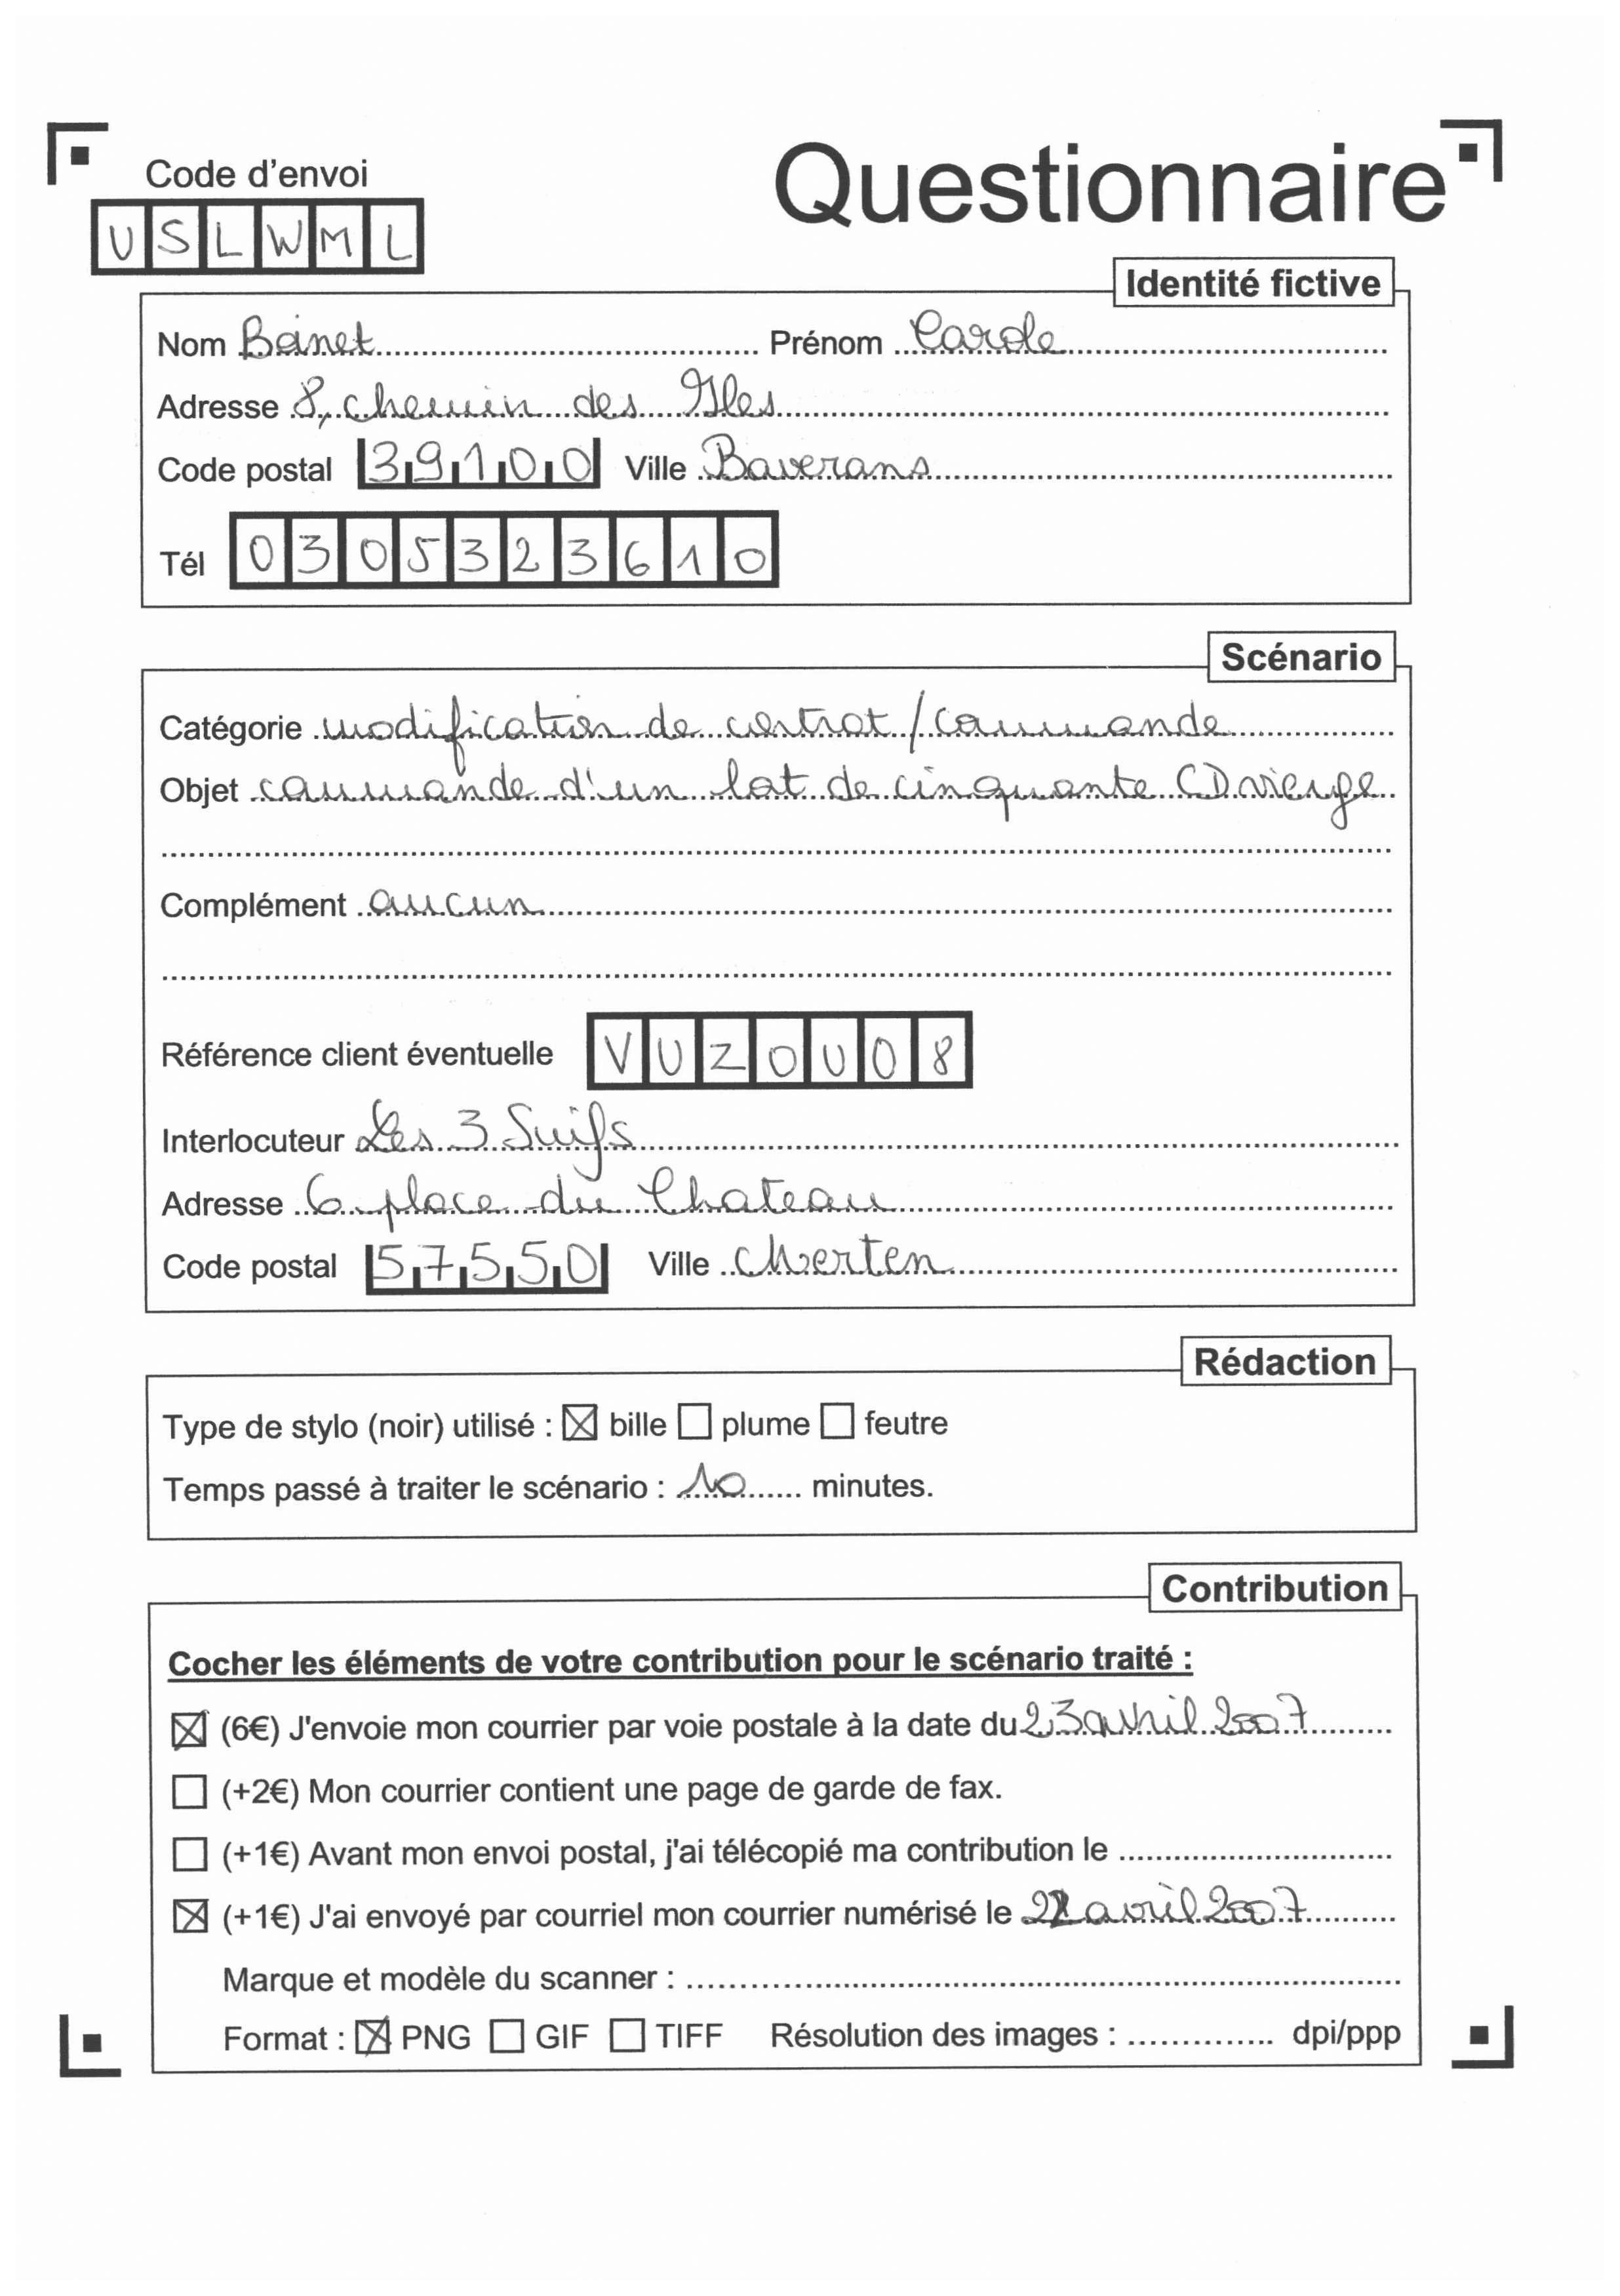 Code d'envoi
Questionnaire
USLWML
Identité fictive
Nom Boinet Prénom Carole
Adresse 8, chemin des Isles
Code postal 39100 Ville Baverans
Tél 0305323610
Scénario
Catégorie modification de contrat / commande
Objet commande d'un lot de cinquante CD vierge
Complément aucun
Référence client éventuelle VUZOUO8
Interlocuteur Les 3 Suifs
Adresse 6 place du Chateau
Code postal 57550 Ville
Rédaction
Type de stylo (noir) utilisé : ☒ bille ☐ plume ☐ feutre
Temps passé à traiter le scénario : 10 minutes.
Contribution
Cocher les éléments de votre contribution pour le scénario traité :
☒ (6€) J'envoie mon courrier par voie postale à la date du 23 avril 2007
☐ (+2€) Mon courrier contient une page de garde de fax.
☐ (+1€) Avant mon envoi postal, j'ai télécopié ma contribution le
☒ (+1€) J'ai envoyé par courriel mon courrier numérisé le 22 avril 2007
Marque et modèle du scanner :
Format : ☒ PNG ☐ GIF ☐ TIFF Résolution des images : dpi/ppp